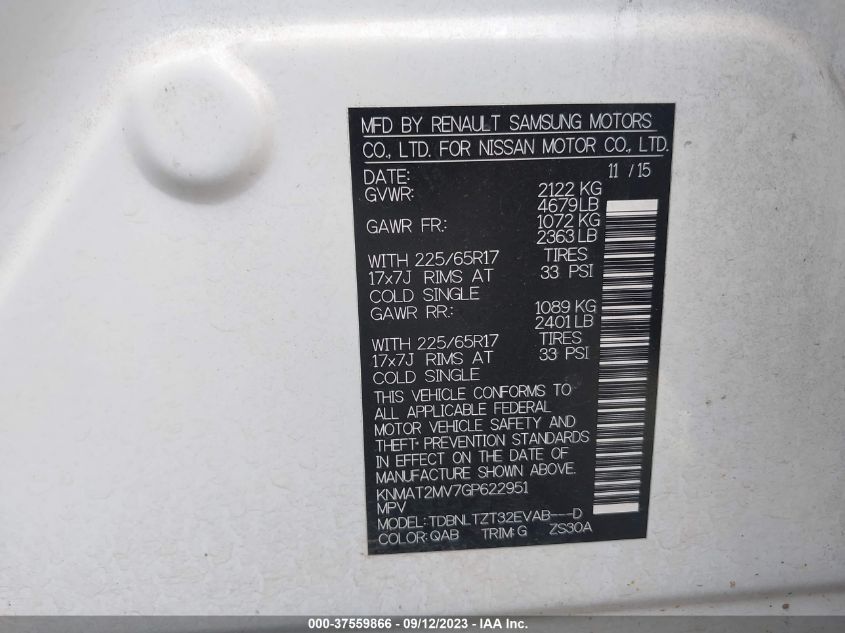 MFD BY RENAULT SAMSUNG MOTORS
CO., LTD. FOR NISSAN MOTOR CO., LTD.
DATE: 11 / 15
GVWR: 2122 KG
4679 LB
GAWR FR.: 1072 KG
2363 LB
WITH 225/65R17 TIRES
17x7J RIMS AT 33 PSI
COLD SINGLE
GAWR RR.: 1089 KG
2401 LB
WITH 225/65R17 TIRES
17x7J RIMS AT 33 PSI
COLD SINGLE
THIS VEHICLE CONFORMS TO
ALL APPLICABLE FEDERAL
MOTOR VEHICLE SAFETY AND
THEFT-PREVENTION STANDARDS
IN EFFECT ON THE DATE OF
MANUFACTURE SHOWN ABOVE.
KNMAT2MV7GP622951
MPV
MODEL: TDBNLTZT32EVAB---D
COLOR: QAB TRIM: G ZS30A
000-37559866 - 09/12/2023 - IAA Inc.